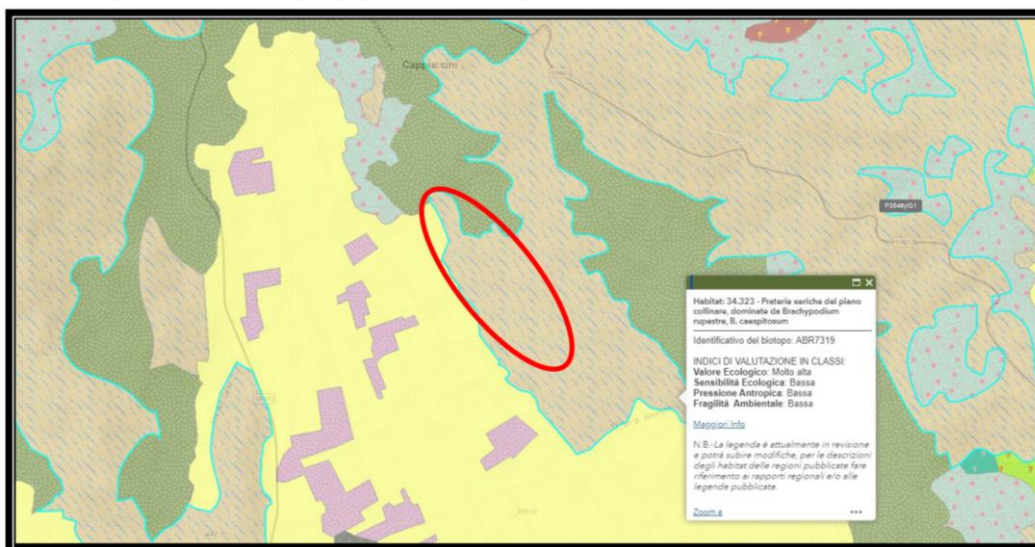 Cappuccini
P384#ylS1
Habitat: 34.323 - Praterie xeriche del piano
collinare, dominate da Brachypodium
rupestre, B. caespitosum
Identificativo del biotopo: ABR7319
INDICI DI VALUTAZIONE IN CLASSI:
Valore Ecologico: Molto alta
Sensibilità Ecologica: Bassa
Pressione Antropica: Bassa
Fragilità Ambientale: Bassa
Maggiori Info
N.B.-La legenda è attualmente in revisione
e potrà subire modifiche, per le descrizioni
degli habitat delle regioni pubblicate fare
riferimento ai rapporti regionali e/o alle
legende pubblicate.
Zoom a